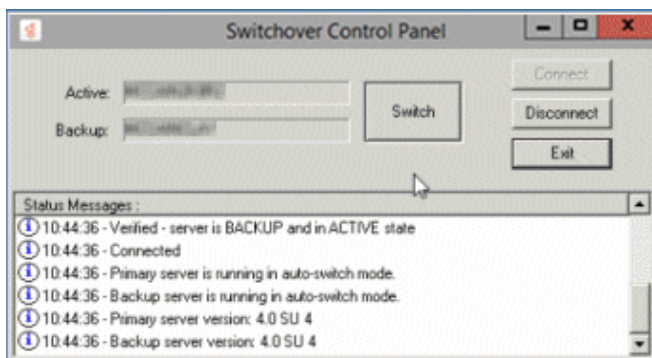 Switchover Control Panel
Active:
Backup:
Switch
Connect
Disconnect
Exit
Status Messages :
10:44:36 - Verified - server is BACKUP and in ACTIVE state
10:44:36 - Connected
10:44:36 - Primary server is running in auto-switch mode.
10:44:36 - Backup server is running in auto-switch mode.
10:44:36 - Primary server version: 4.0 SU 4
10:44:36 - Backup server version: 4.0 SU 4